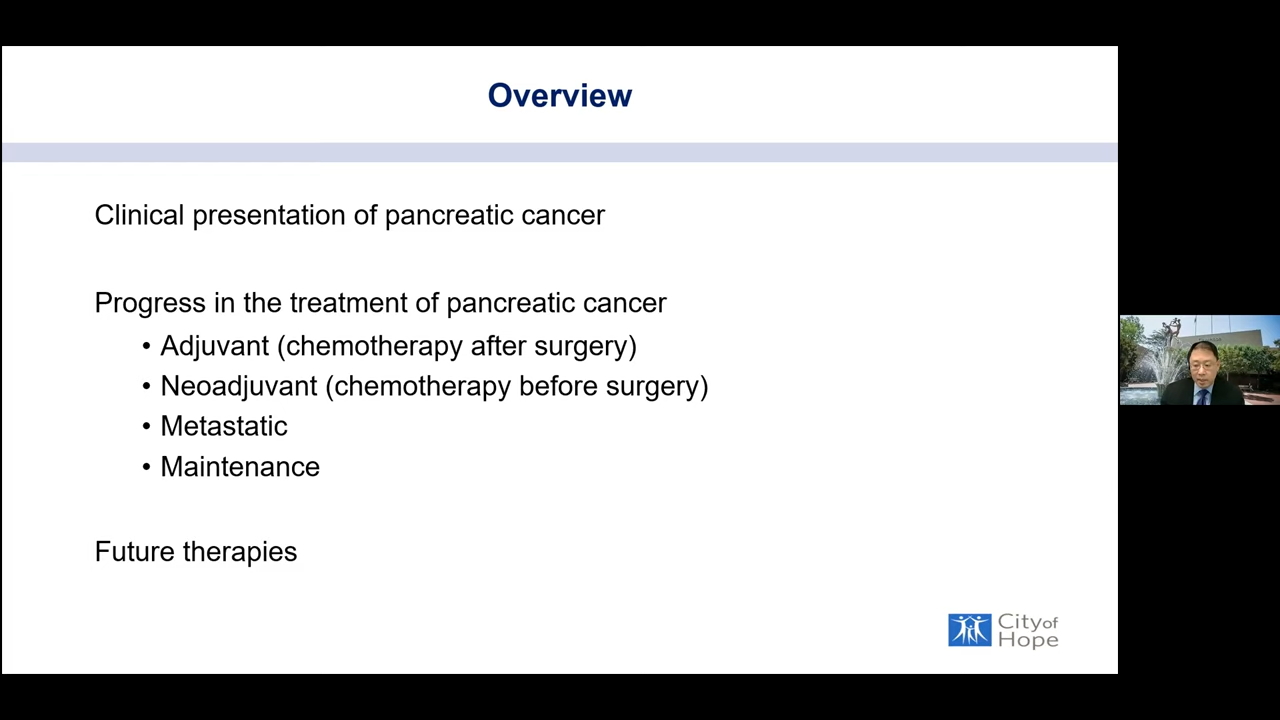 Overview
Clinical presentation of pancreatic cancer
Progress in the treatment of pancreatic cancer
• Adjuvant (chemotherapy after surgery)
• Neoadjuvant (chemotherapy before surgery)
• Metastatic
• Maintenance
Future therapies
City of
Hope